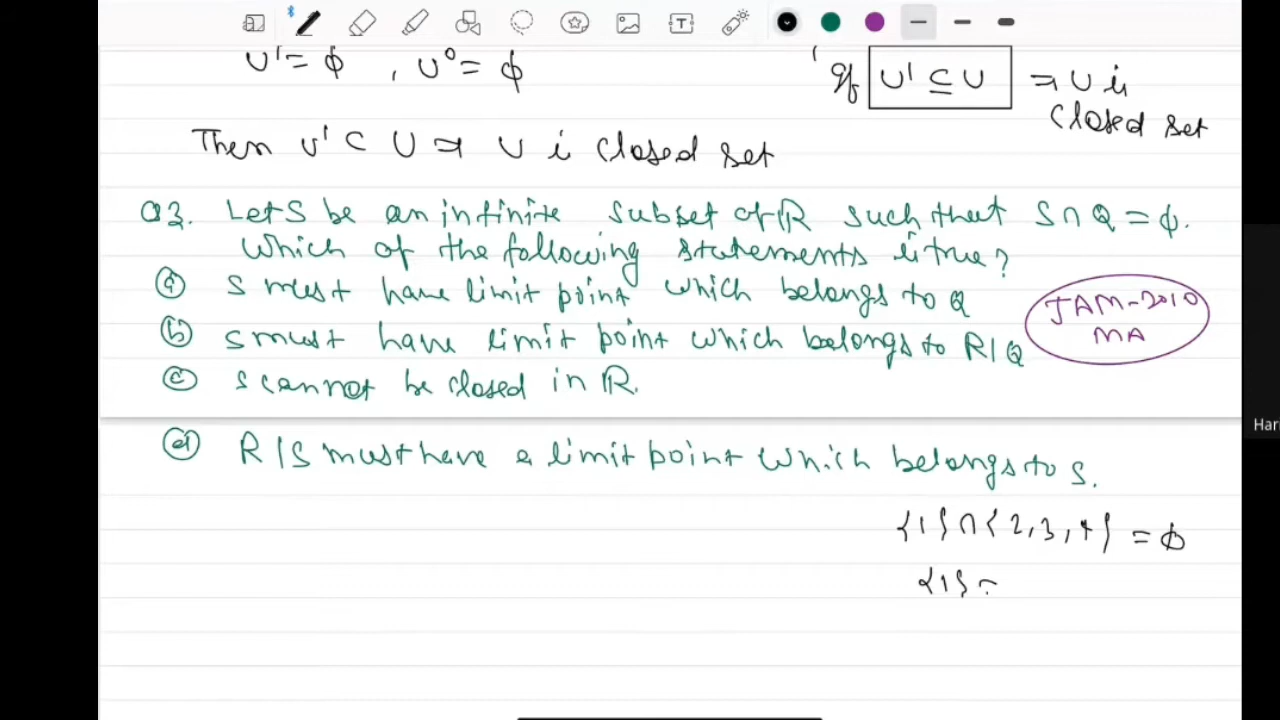 U' = ϕ , U⁰ = ϕ
If U' ⊆ U ⇒ U is
closed set
Then U' ⊂ U ⇒ U is closed set
Q3. Let S be an infinite subset of R such that S ∩ Q = ϕ.
Which of the following statements is true?
(a) S must have limit point which belongs to Q
(b) S must have limit point which belongs to R|Q
JAM-2010
MA
(c) S cannot be closed in R.
(d) R|S must have a limit point which belongs to S.
{1} ∩ {2,3,4} = ϕ
{1} =
Har